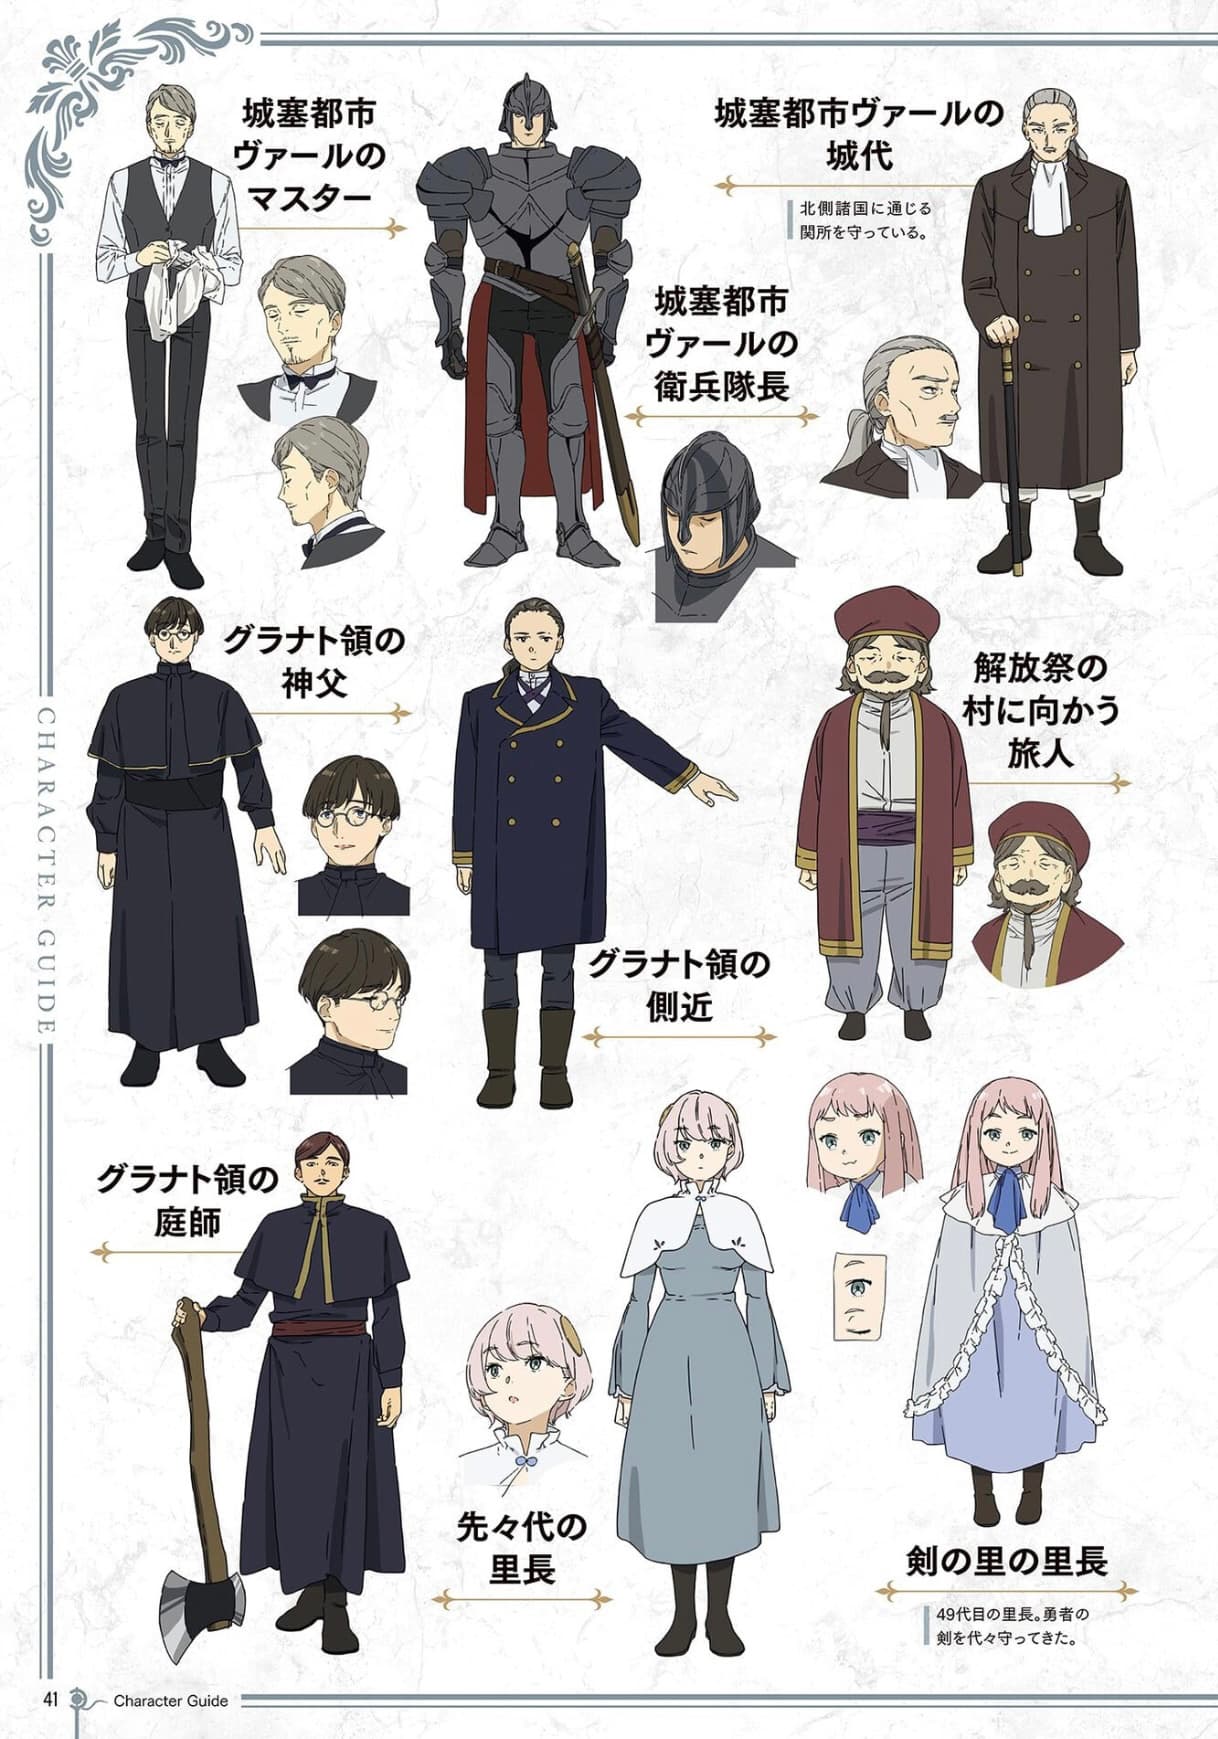 城塞都市
ヴァールの
マスター
城塞都市ヴァールの
城代
北側諸国に通じる
関所を守っている。
城塞都市
ヴァールの
衛兵隊長
グラナト領の
神父
解放祭の
村に向かう
旅人
グラナト領の
側近
グラナト領の
庭師
先々代の
里長
剣の里の里長
49代目の里長。勇者の
剣を代々守ってきた。
CHARACTER GUIDE
41 Character Guide